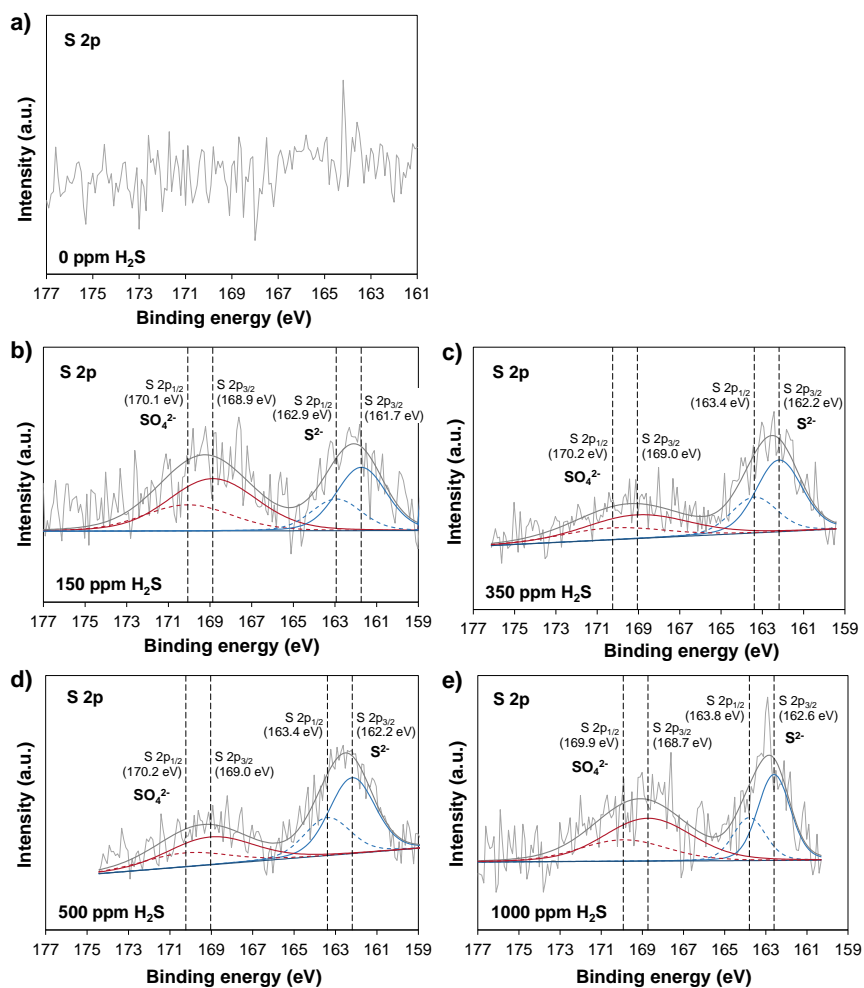 a)
S 2p
Intensity (a.u.)
0 ppm H₂S
177 175 173 171 169 167 165 163 161
Binding energy (eV)
b)
S 2p
Intensity (a.u.)
S 2p₁/₂
(170.1 eV)
SO₄²⁻
S 2p₃/₂
(168.9 eV)
S 2p₁/₂
(162.9 eV)
S²⁻
S 2p₃/₂
(161.7 eV)
150 ppm H₂S
177 175 173 171 169 167 165 163 161 159
Binding energy (eV)
c)
S 2p
Intensity (a.u.)
S 2p₁/₂
(170.2 eV)
SO₄²⁻
S 2p₃/₂
(169.0 eV)
S 2p₁/₂
(163.4 eV)
S 2p₃/₂
(162.2 eV)
S²⁻
350 ppm H₂S
177 175 173 171 169 167 165 163 161 159
Binding energy (eV)
d)
S 2p
Intensity (a.u.)
S 2p₁/₂
(170.2 eV)
SO₄²⁻
S 2p₃/₂
(169.0 eV)
S 2p₁/₂
(163.4 eV)
S 2p₃/₂
(162.2 eV)
S²⁻
500 ppm H₂S
177 175 173 171 169 167 165 163 161 159
Binding energy (eV)
e)
S 2p
Intensity (a.u.)
S 2p₁/₂
(169.9 eV)
SO₄²⁻
S 2p₃/₂
(168.7 eV)
S 2p₁/₂
(163.8 eV)
S 2p₃/₂
(162.6 eV)
S²⁻
1000 ppm H₂S
177 175 173 171 169 167 165 163 161 159
Binding energy (eV)